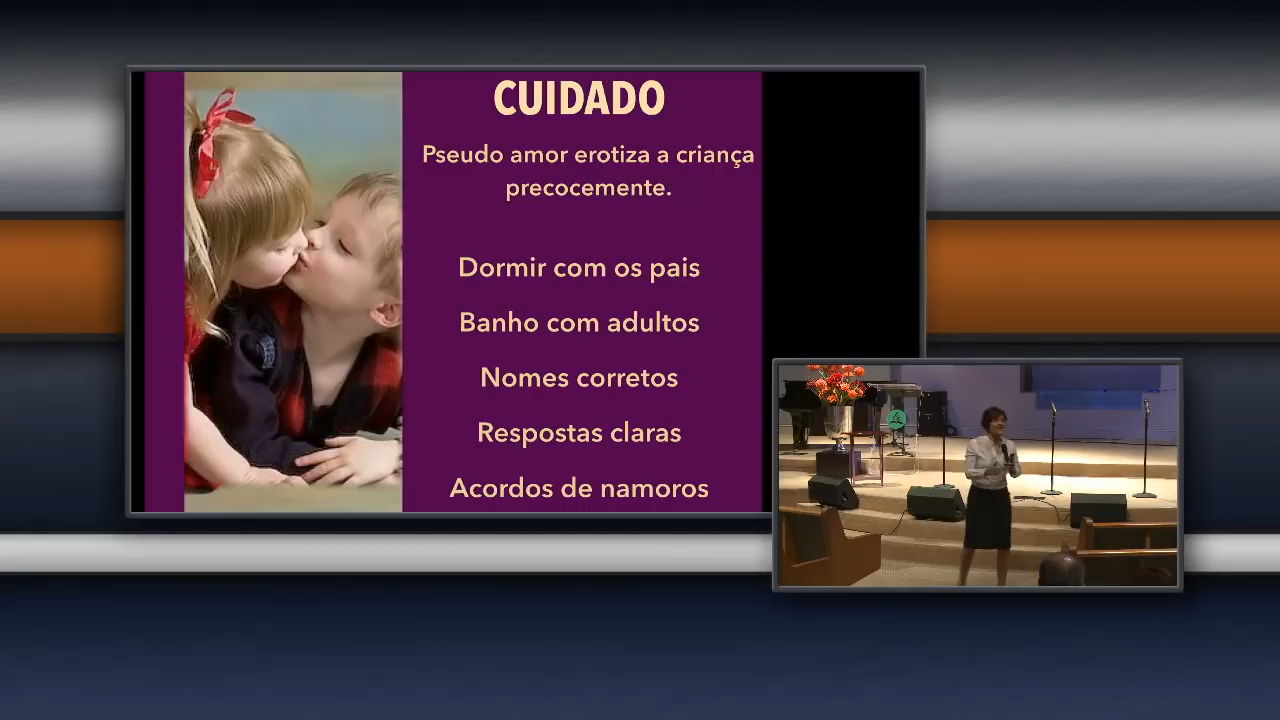 CUIDADO
Pseudo amor erotiza a criança
precocemente.
Dormir com os pais
Banho com adultos
Nomes corretos
Respostas claras
Acordos de namoros